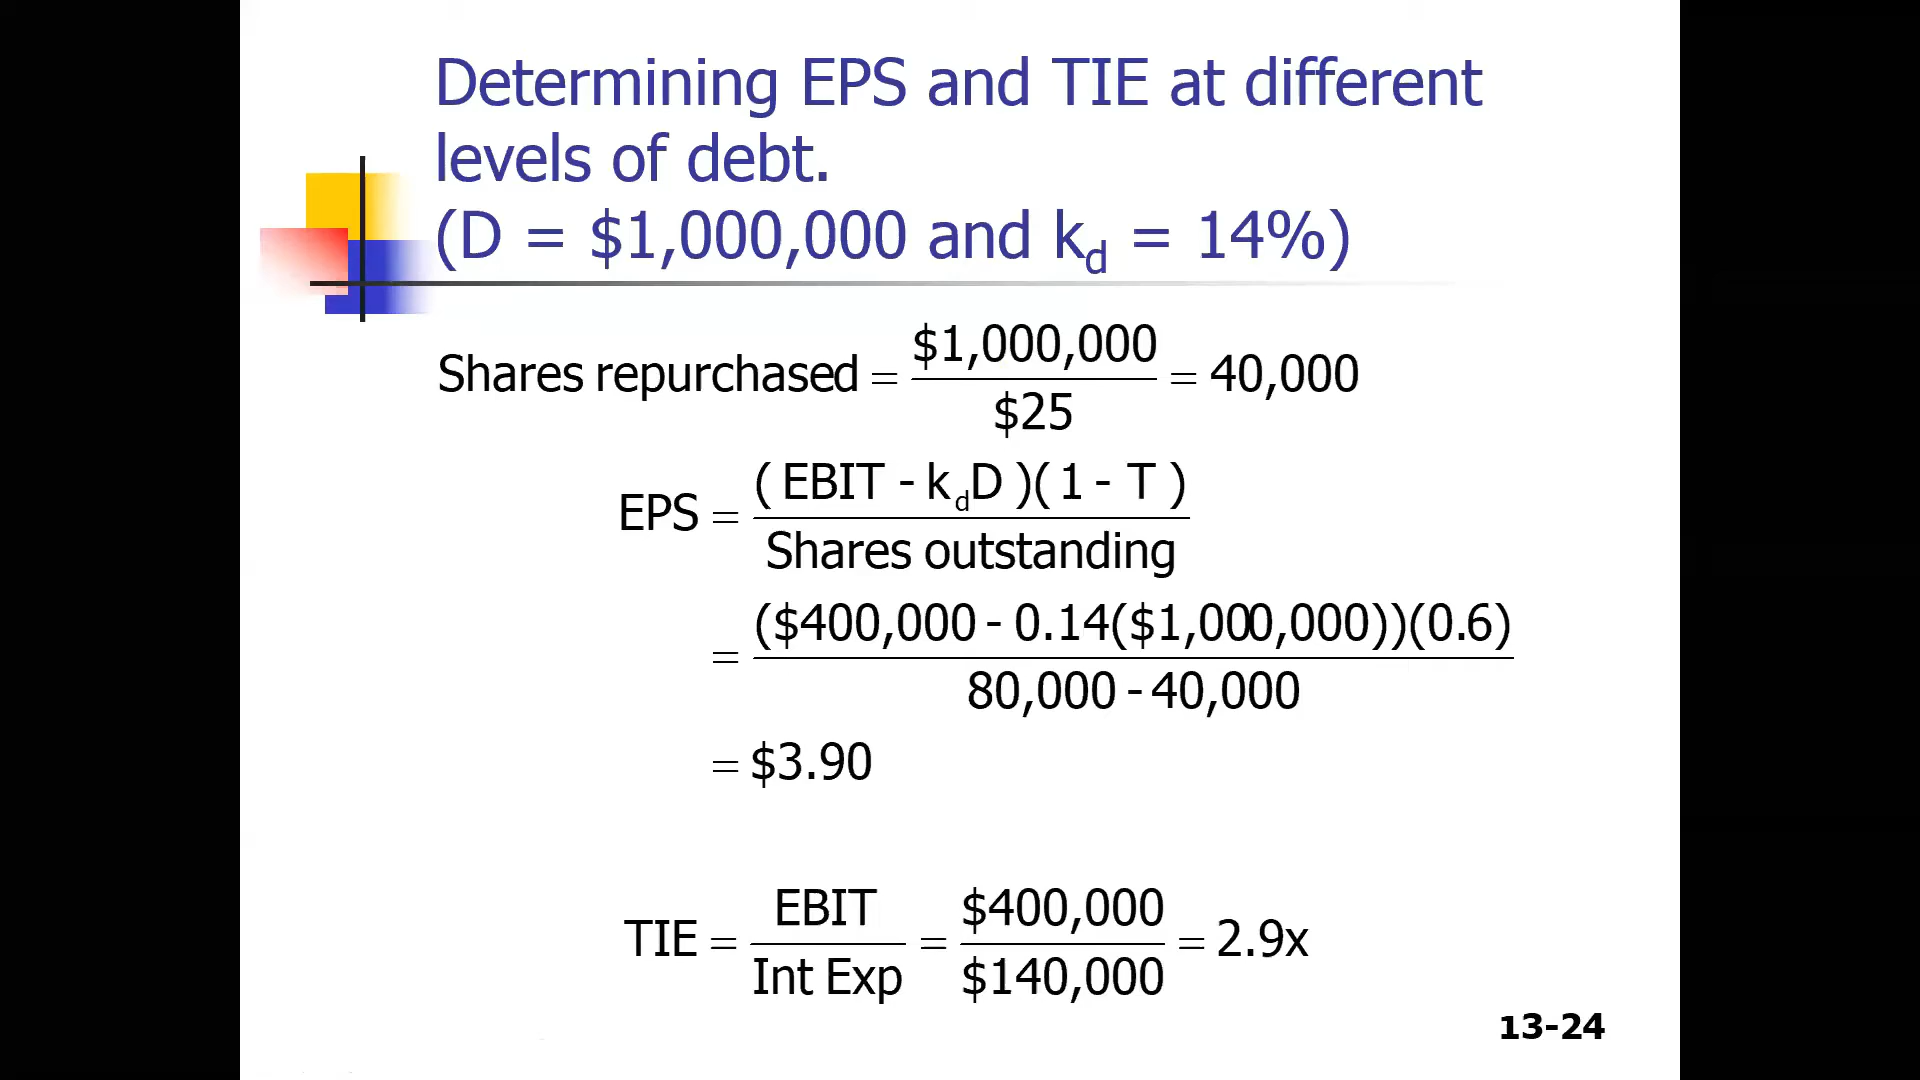 Determining EPS and TIE at different
levels of debt.
(D = $1,000,000 and kd = 14%)
Shares repurchased = $1,000,000 / $25 = 40,000
EPS = ( EBIT - kdD )( 1 - T ) / Shares outstanding
= ($400,000 - 0.14($1,000,000))(0.6) / 80,000 - 40,000
= $3.90
TIE = EBIT / Int Exp = $400,000 / $140,000 = 2.9x
13-24